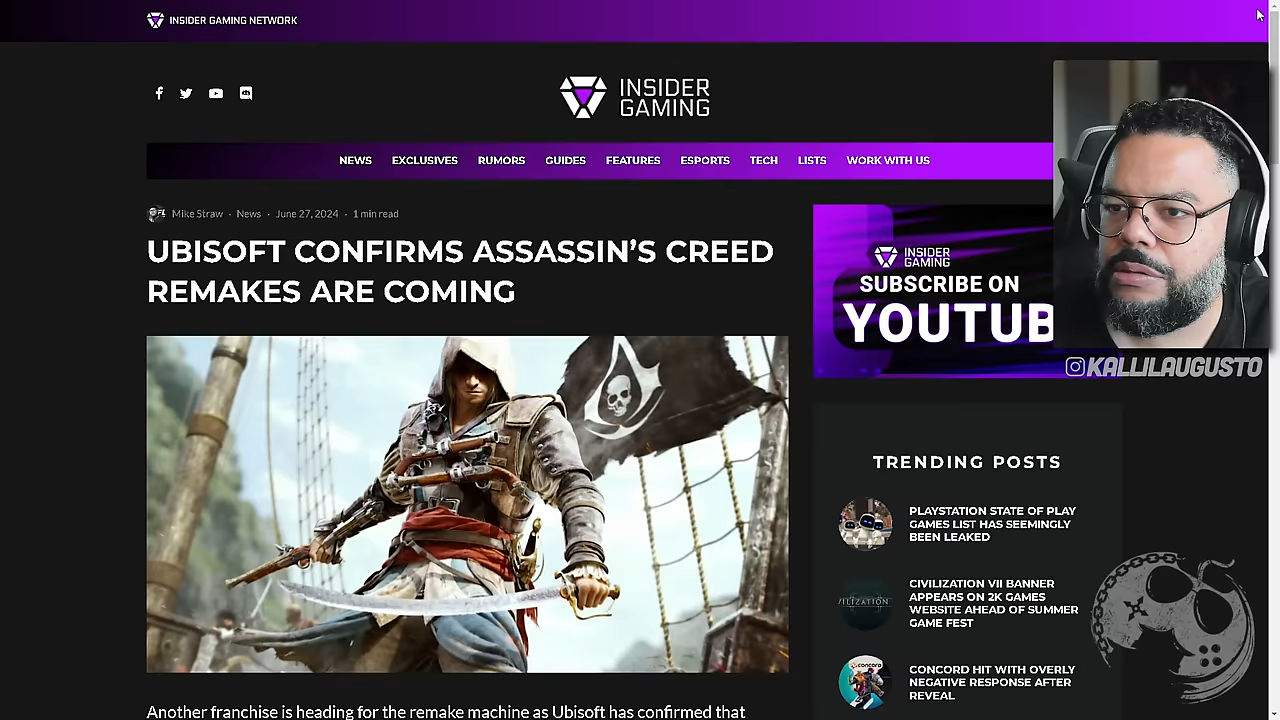 INSIDER GAMING NETWORK
INSIDER
GAMING
NEWS EXCLUSIVES RUMORS GUIDES FEATURES ESPORTS TECH LISTS WORK WITH US
Mike Straw · News · June 27, 2024 · 1 min read
UBISOFT CONFIRMS ASSASSIN’S CREED
REMAKES ARE COMING
INSIDER
GAMING
SUBSCRIBE ON
YOUTUB
KALLILAUGUSTO
TRENDING POSTS
PLAYSTATION STATE OF PLAY
GAMES LIST HAS SEEMINGLY
BEEN LEAKED
CIVILIZATION VII BANNER
APPEARS ON 2K GAMES
WEBSITE AHEAD OF SUMMER
GAME FEST
CONCORD HIT WITH OVERLY
NEGATIVE RESPONSE AFTER
REVEAL
concord
Another franchise is heading for the remake machine as Ubisoft has confirmed that